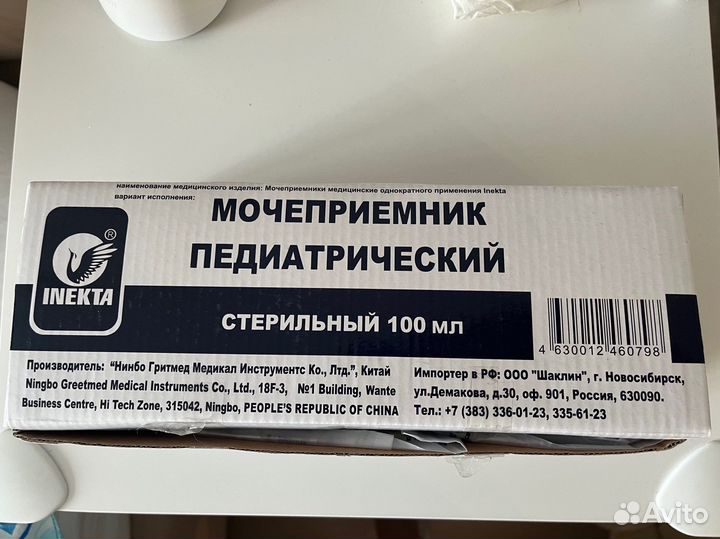 наименование медицинского изделия: Мочеприемники медицинские однократного применения Inekta
вариант исполнения:
МОЧЕПРИЕМНИК
ПЕДИАТРИЧЕСКИЙ
®
INEKTA
СТЕРИЛЬНЫЙ 100 мл
4 630012 460798
Производитель: “Нинбо Гритмед Медикал Инструментс Ко., Лтд.”, Китай
Ningbo Greetmed Medical Instruments Co., Ltd., 18F-3, №1 Building, Wante
Business Centre, Hi Tech Zone, 315042, Ningbo, PEOPLE'S REPUBLIC OF CHINA
Импортер в РФ: ООО "Шаклин", г. Новосибирск,
ул.Демакова, д.30, оф. 901, Россия, 630090.
Тел.: +7 (383) 336-01-23, 335-61-23
Avito